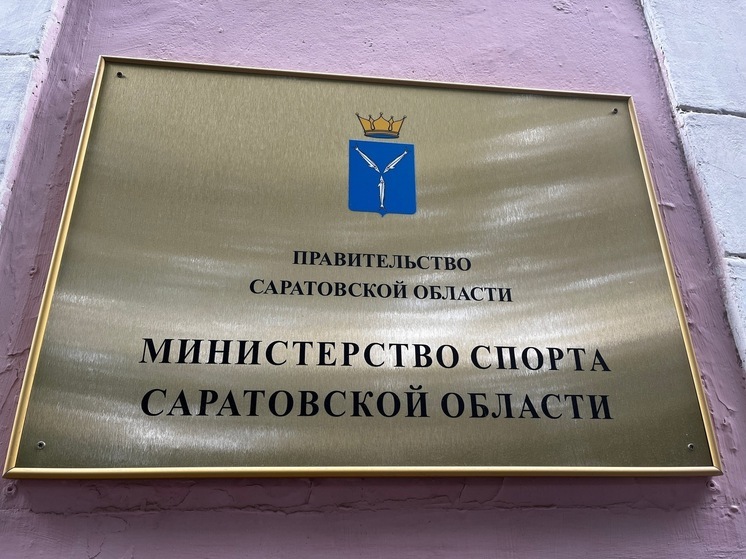 ПРАВИТЕЛЬСТВО
САРАТОВСКОЙ ОБЛАСТИ
МИНИСТЕРСТВО СПОРТА
САРАТОВСКОЙ ОБЛАСТИ